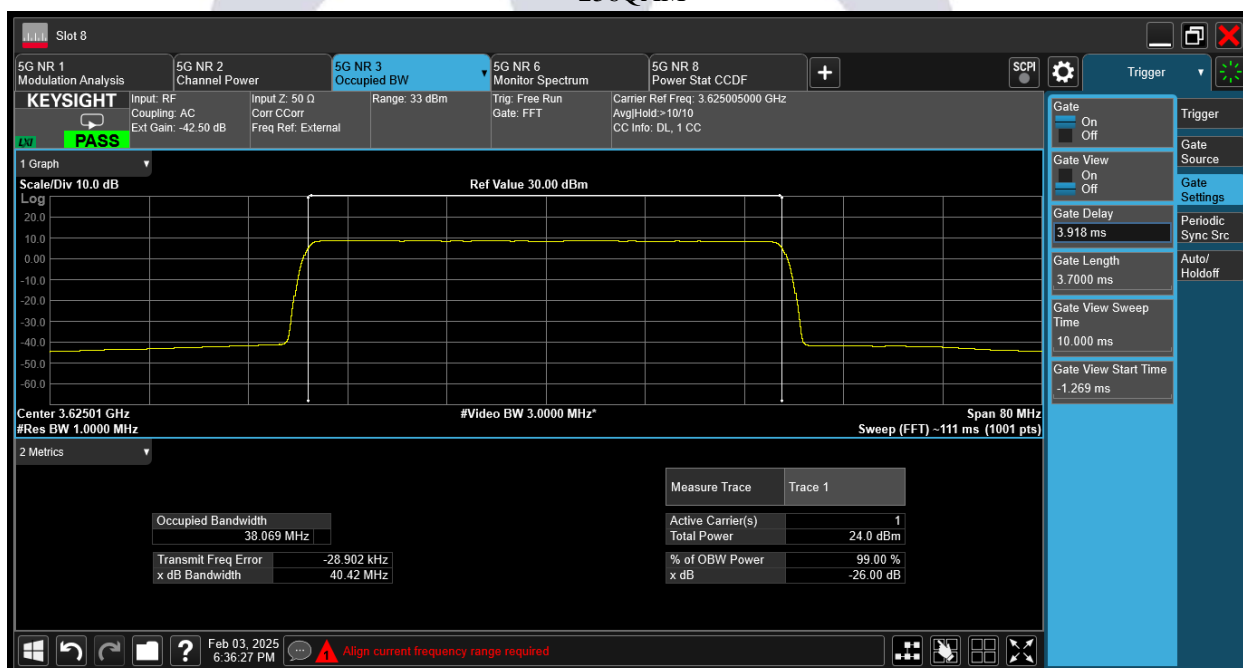 256QAM
Slot 8
5G NR 1
Modulation Analysis
5G NR 2
Channel Power
5G NR 3
Occupied BW
5G NR 6
Monitor Spectrum
5G NR 8
Power Stat CCDF
+
SCPI
Trigger
KEYSIGHT
LXI
PASS
Input: RF
Coupling: AC
Ext Gain: -42.50 dB
Input Z: 50 Ω
Corr CCorr
Freq Ref: External
Range: 33 dBm
Trig: Free Run
Gate: FFT
Carrier Ref Freq: 3.625005000 GHz
Avg|Hold:>10/10
CC Info: DL, 1 CC
1 Graph
Scale/Div 10.0 dB
Ref Value 30.00 dBm
Log
20.0
10.0
0.00
-10.0
-20.0
-30.0
-40.0
-50.0
-60.0
Center 3.62501 GHz
#Video BW 3.0000 MHz*
Span 80 MHz
#Res BW 1.0000 MHz
Sweep (FFT) ~111 ms (1001 pts)
2 Metrics
Measure Trace Trace 1
Occupied Bandwidth
38.069 MHz
Transmit Freq Error -28.902 kHz
x dB Bandwidth 40.42 MHz
Active Carrier(s) 1
Total Power 24.0 dBm
% of OBW Power 99.00 %
x dB -26.00 dB
Gate
On
Off
Gate View
On
Off
Gate Delay
3.918 ms
Gate Length
3.7000 ms
Gate View Sweep
Time
10.000 ms
Gate View Start Time
-1.269 ms
Trigger
Gate
Source
Gate
Settings
Periodic
Sync Src
Auto/
Holdoff
?
Feb 03, 2025
6:36:27 PM
1
Align current frequency range required